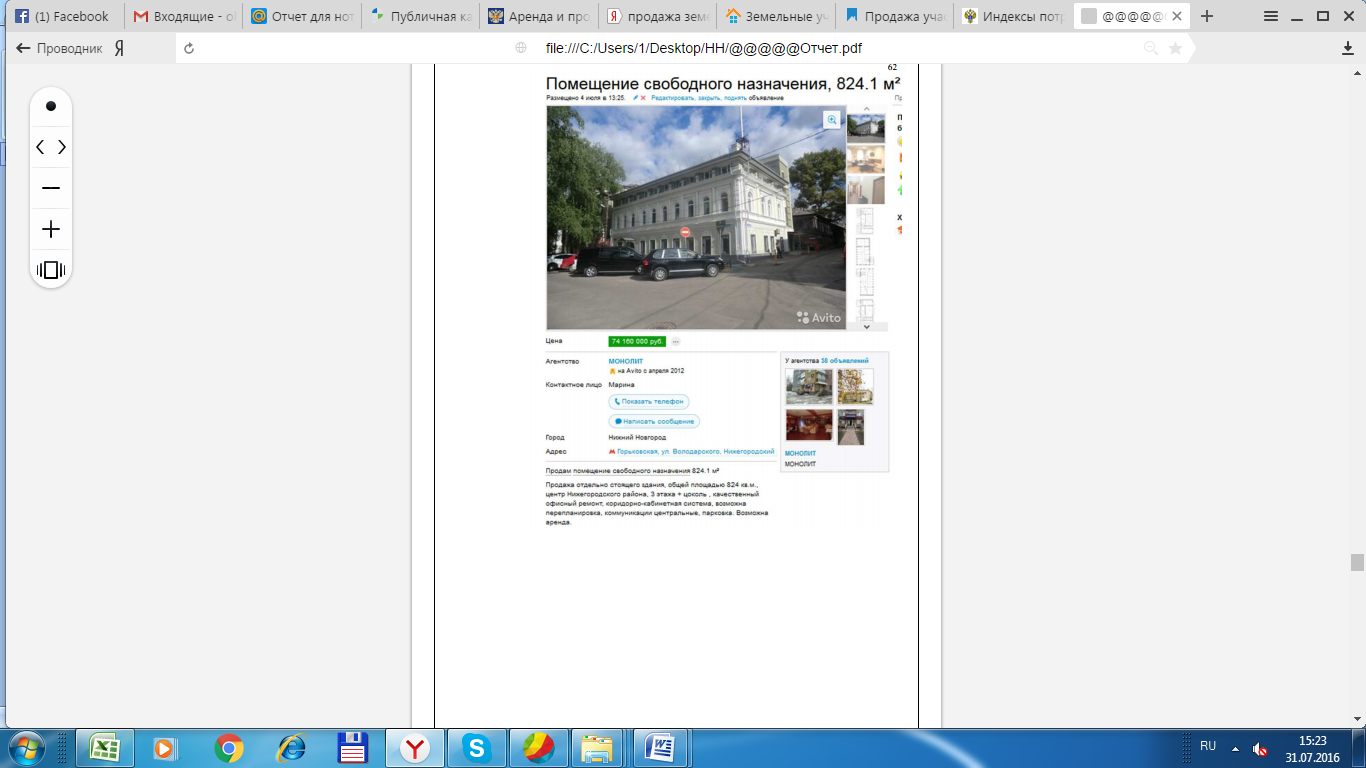 (1) Facebook
Входящие - ol
Отчет для нот
Публичная ка
Аренда и про
продажа земе
Земельные уч
Продажа учас
Индексы потр
@@@@@
Проводник
file:///C:/Users/1/Desktop/НН/@@@@@Отчет.pdf
62
Помещение свободного назначения, 824.1 м²
Размещено 4 июля в 13:25.
Редактировать, закрыть, поднять объявление
Avito
Цена
74 160 000 руб.
Агентство
МОНОЛИТ
на Avito с апреля 2012
Контактное лицо
Марина
Показать телефон
Написать сообщение
Город
Нижний Новгород
Адрес
Горьковская, ул. Володарского, Нижегородский
У агентства 58 объявлений
МОНОЛИТ
МОНОЛИТ
Продам помещение свободного назначения 824.1 м²
Продажа отдельно стоящего здания, общей площадью 824 кв.м.,
центр Нижегородского района, 3 этажа + цоколь , качественный
офисный ремонт, коридорно-кабинетная система, возможна
перепланировка, коммуникации центральные, парковка. Возможна
аренда.
RU
15:23
31.07.2016